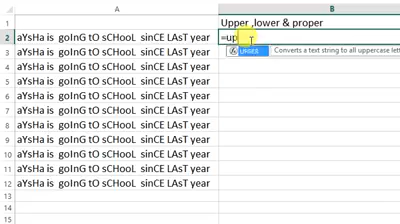 A B
1 Upper ,lower & proper
2 aYsHa is goInG tO sCHooL sinCE LAsT year =up
3 aYsHa is goInG tO sCHooL sinCE LAsT year Converts a text string to all uppercase lett
4 aYsHa is goInG tO sCHooL sinCE LAsT year
5 aYsHa is goInG tO sCHooL sinCE LAsT year
6 aYsHa is goInG tO sCHooL sinCE LAsT year
7 aYsHa is goInG tO sCHooL sinCE LAsT year
8 aYsHa is goInG tO sCHooL sinCE LAsT year
9 aYsHa is goInG tO sCHooL sinCE LAsT year
10 aYsHa is goInG tO sCHooL sinCE LAsT year
11 aYsHa is goInG tO sCHooL sinCE LAsT year
12 aYsHa is goInG tO sCHooL sinCE LAsT year
13
14
15